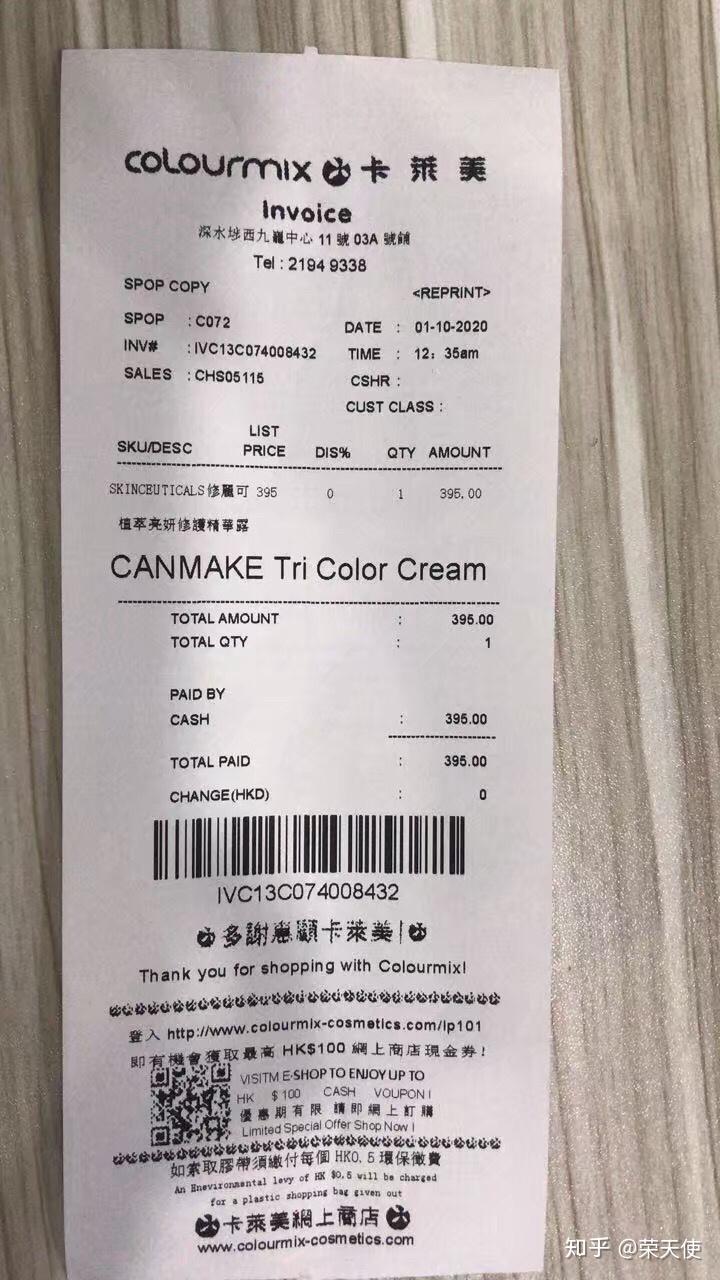 coLourmix 卡萊美
Invoice
深水埗西九龍中心 11 號 03A 號舖
Tel : 2194 9338
SPOP COPY <REPRINT>
SPOP : C072 DATE : 01-10-2020
INV# : IVC13C074008432 TIME : 12: 35am
SALES : CHS05115 CSHR :
CUST CLASS :
SKU/DESC LIST PRICE DIS% QTY AMOUNT
SKINCEUTICALS修麗可 395 0 1 395.00
植萃亮妍修護精華露
CANMAKE Tri Color Cream
TOTAL AMOUNT : 395.00
TOTAL QTY : 1
PAID BY
CASH : 395.00
TOTAL PAID : 395.00
CHANGE(HKD) : 0
IVC13C074008432
多謝惠顧卡萊美!
Thank you for shopping with Colourmix!
登入 http://www.colourmix-cosmetics.com/lp101
即有機會獲取最高 HK$100 網上商店現金券!
VISITM E-SHOP TO ENJOY UP TO
HK $100 CASH VOUPON!
優惠期有限 請即網上訂購
Limited Special Offer Shop Now!
如索取膠帶須繳付每個 HK0.5 環保徵費
An Enevironmental levy of HK $0.5 will be charged
for a plastic shopping bag given out
卡萊美網上商店
www.colourmix-cosmetics.com
知乎 @荣天使